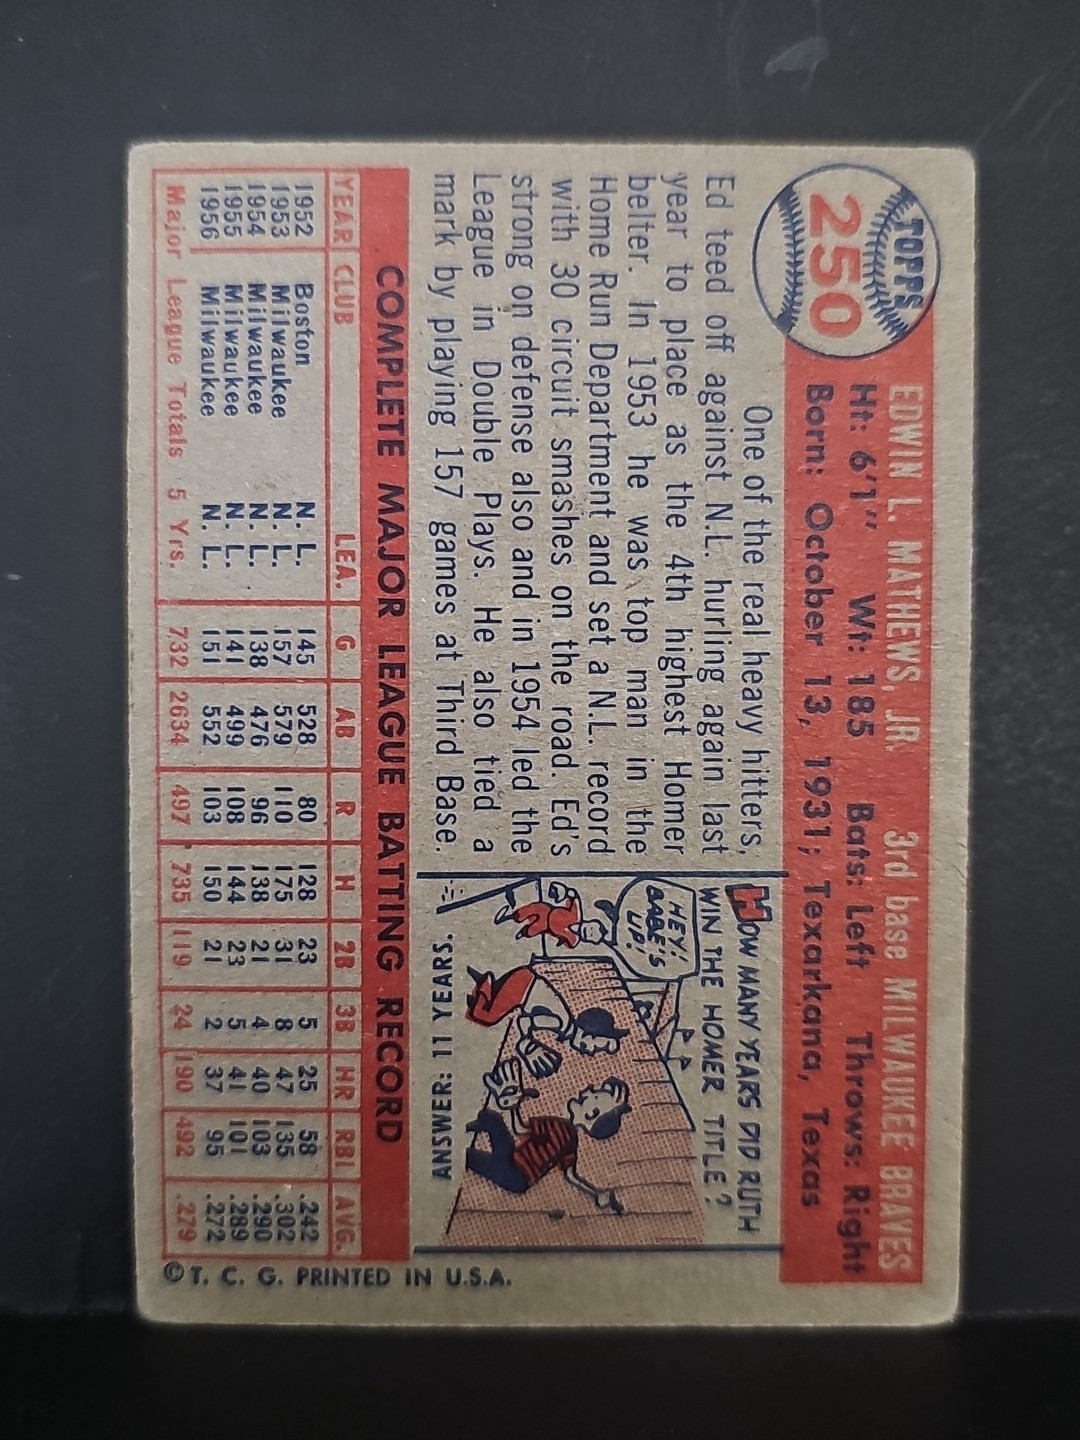 TOPPS
250
EDWIN L. MATHEWS, JR. 3rd base MILWAUKEE BRAVES
Ht: 6'1" Wt: 185 Bats: Left Throws: Right
Born: October 13, 1931; Texarkana, Texas
One of the real heavy hitters,
Ed teed off against N.L. hurling again last
year to place as the 4th highest Homer
belter. In 1953 he was top man in the
Home Run Department and set a N.L. record
with 30 circuit smashes on the road. Ed's
strong on defense also and in 1954 led the
League in Double Plays. He also tied a
mark by playing 157 games at Third Base.
HOW MANY YEARS DID RUTH
WIN THE HOMER TITLE?
HEY!
BABE'S
UP!
ANSWER: 11 YEARS.
COMPLETE MAJOR LEAGUE BATTING RECORD
YEAR CLUB LEA. G AB R H 2B 3B HR RBI AVG.
1952 Boston N. L. 145 528 80 128 23 5 25 58 .242
1953 Milwaukee N. L. 157 579 110 175 31 8 47 135 .302
1954 Milwaukee N. L. 138 476 96 138 21 4 40 103 .290
1955 Milwaukee N. L. 141 499 108 144 23 5 41 101 .289
1956 Milwaukee N. L. 151 552 103 150 21 2 37 95 .272
Major League Totals 5 Yrs. 732 2634 497 735 119 24 190 492 .279
© T. C. G. PRINTED IN U.S.A.